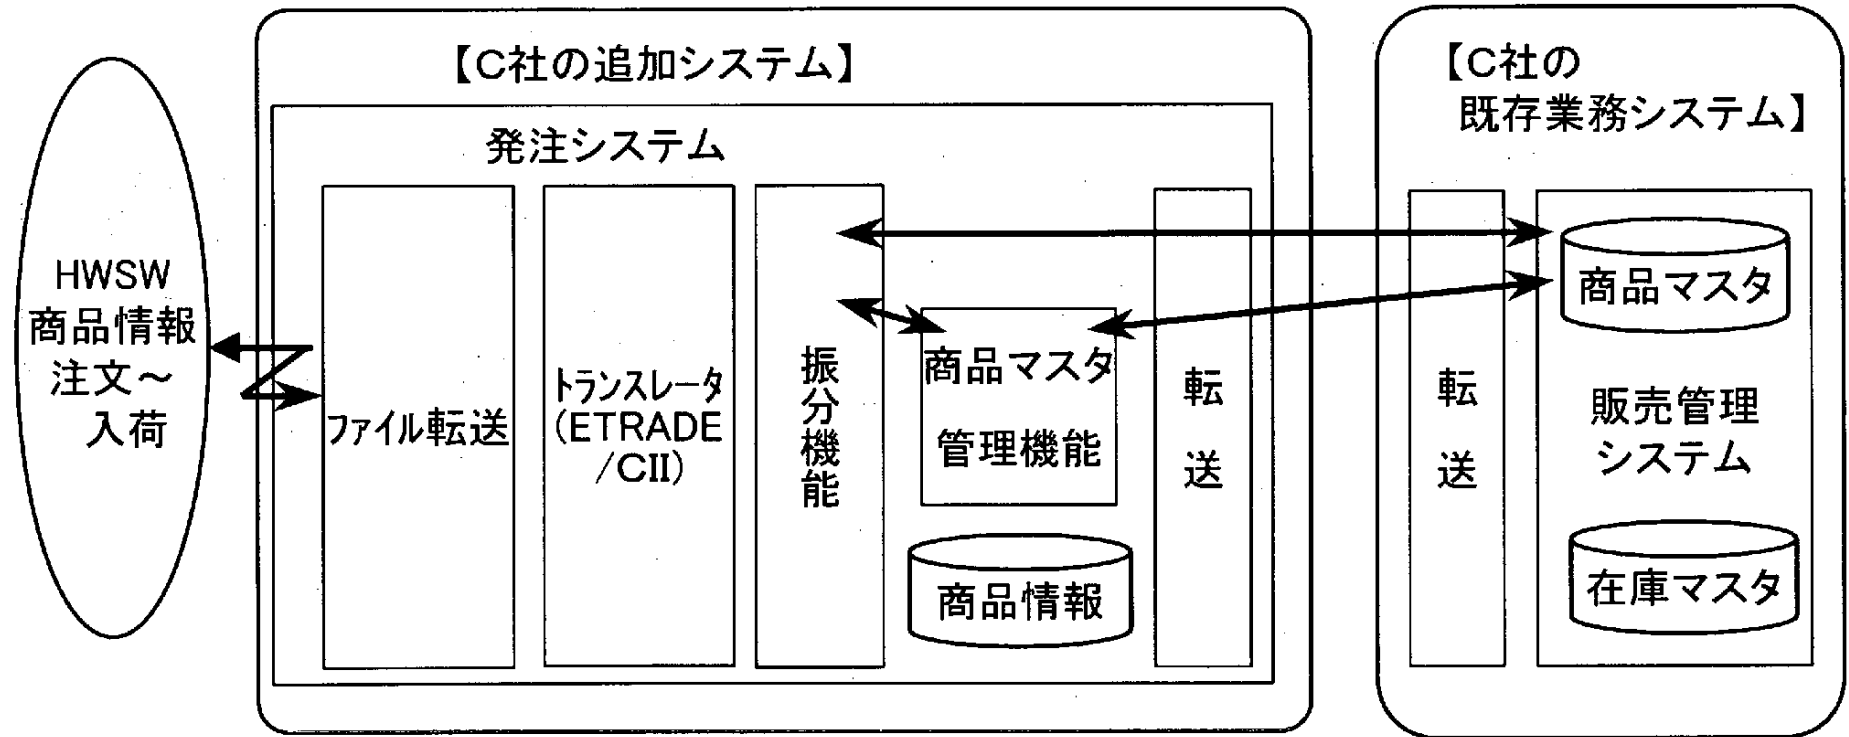 【C社の追加システム】
発注システム
HWSW
商品情報
注文～
入荷
ファイル転送
トランスレータ
(ETRADE
/CII)
振分機能
商品マスタ
管理機能
商品情報
転送
【C社の
既存業務システム】
転送
商品マスタ
販売管理
システム
在庫マスタ